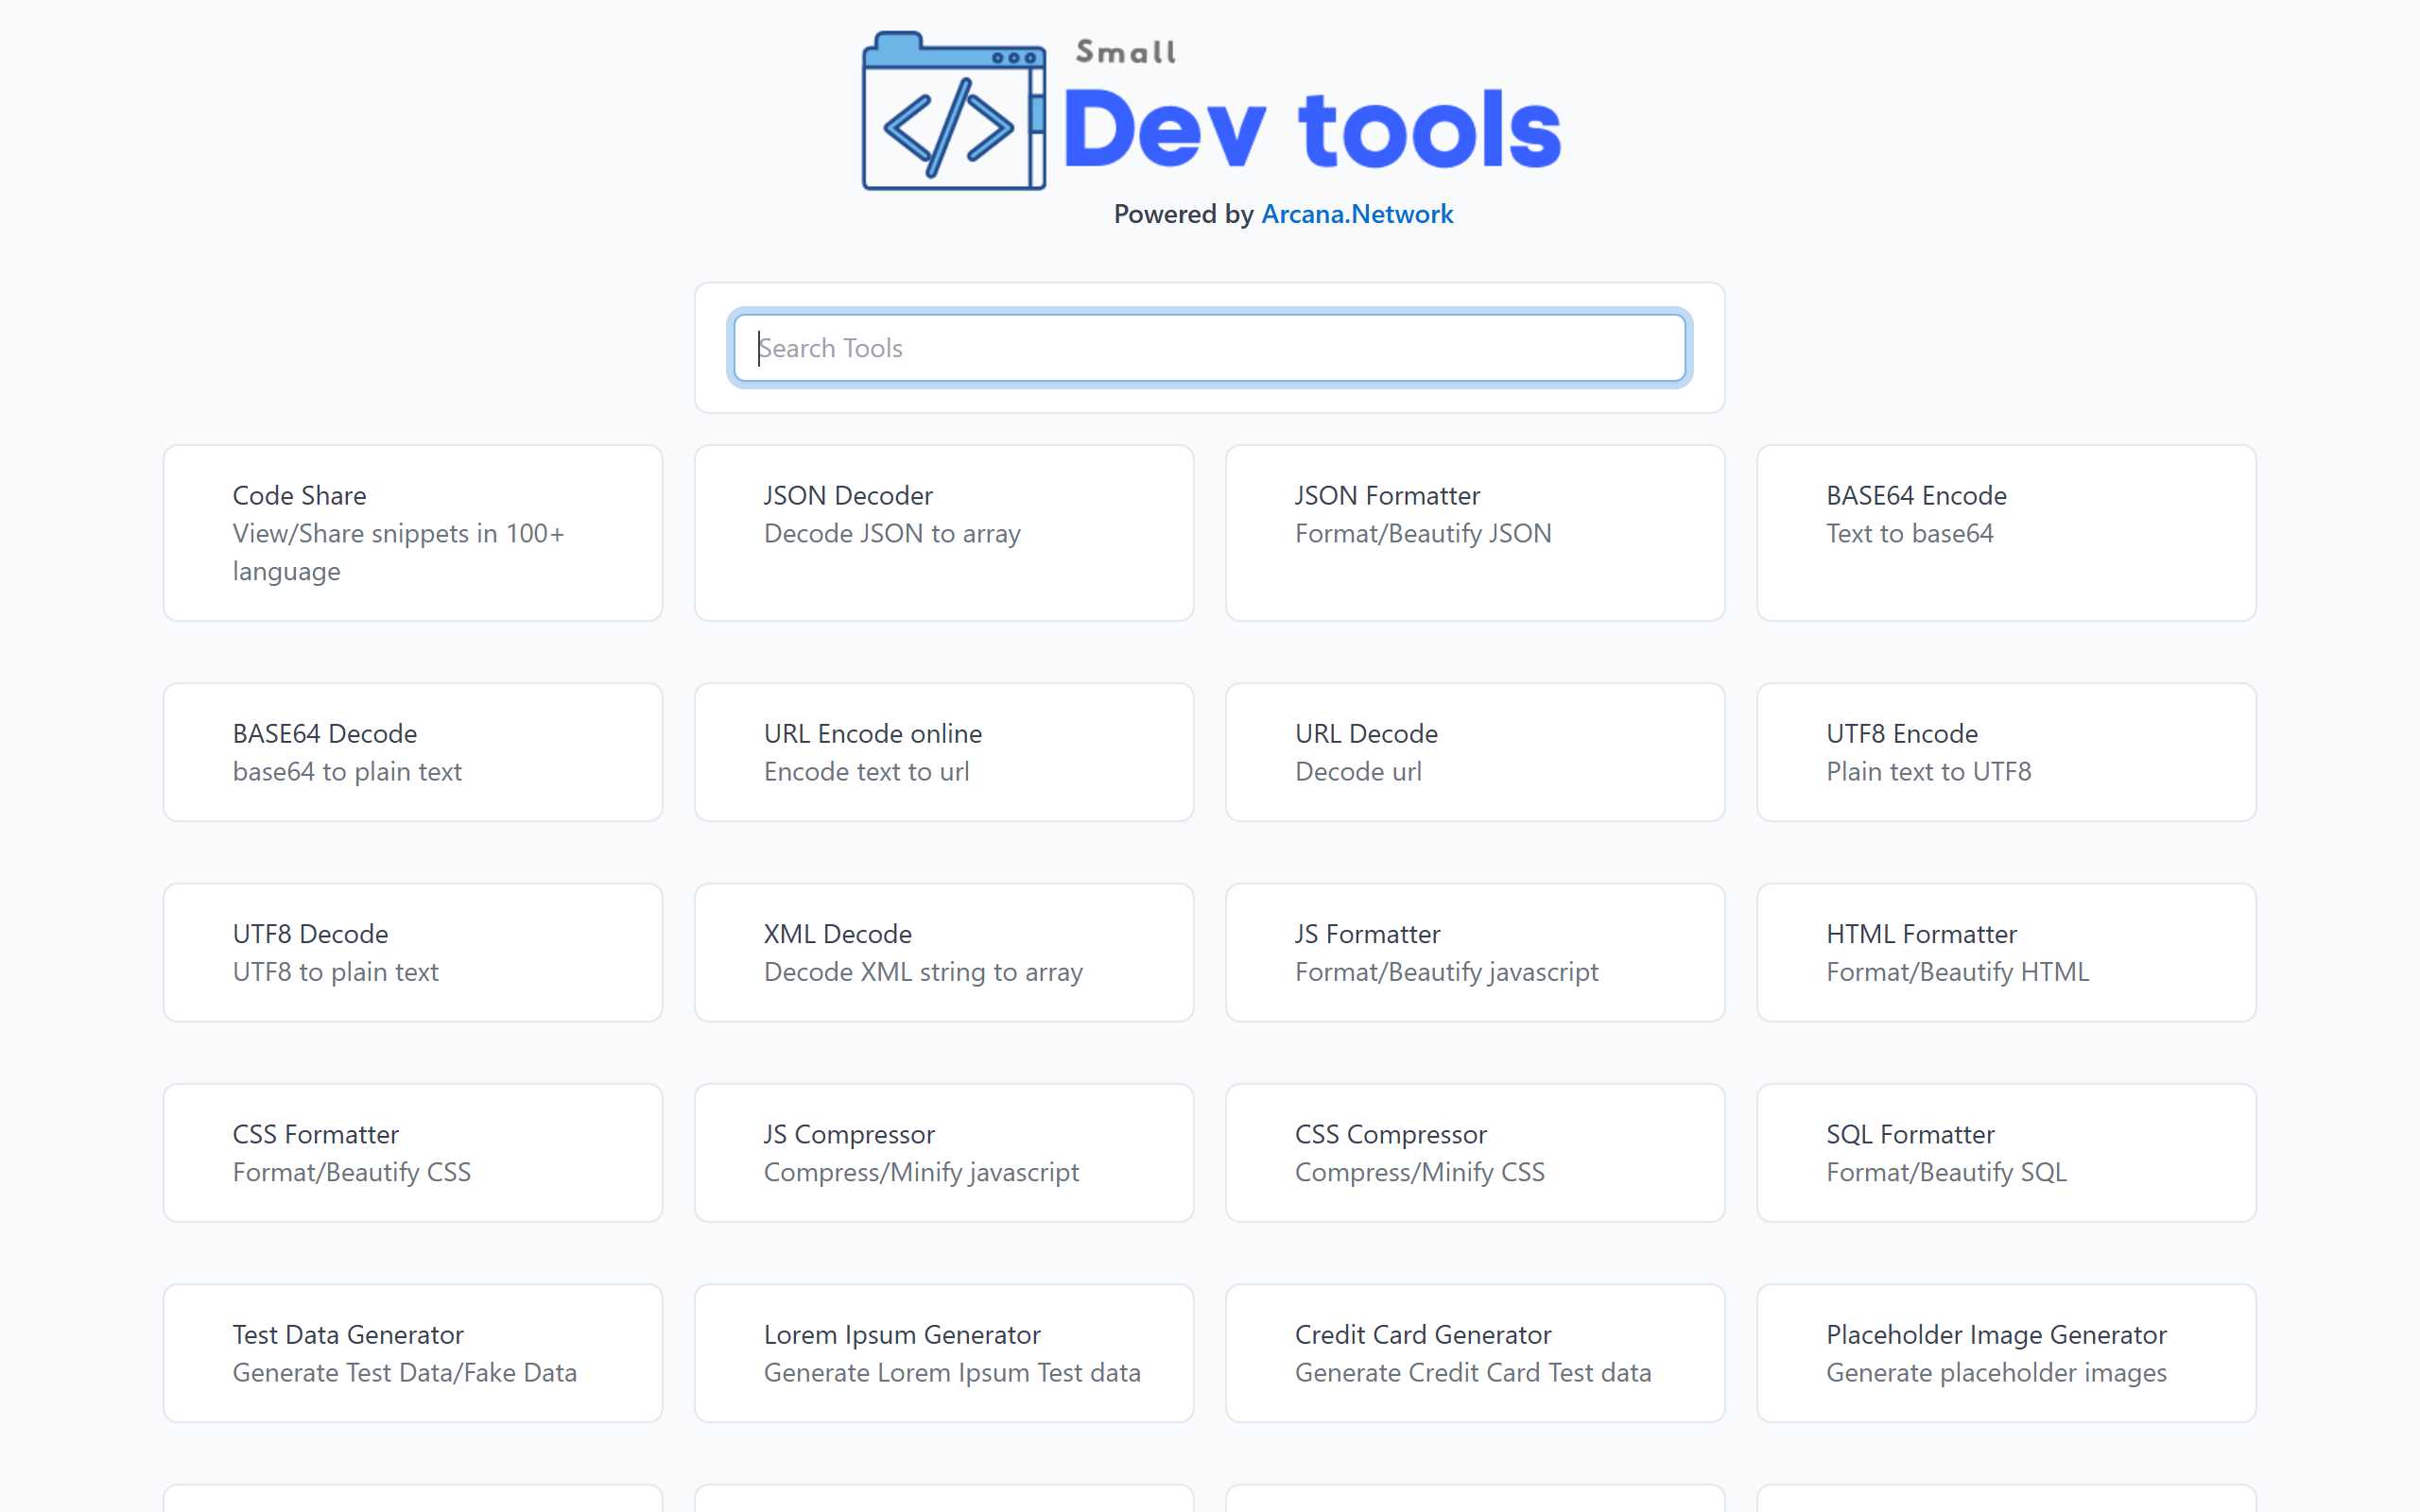 Small
Dev tools
Powered by Arcana.Network
Search Tools
Code Share
View/Share snippets in 100+
language
JSON Decoder
Decode JSON to array
JSON Formatter
Format/Beautify JSON
BASE64 Encode
Text to base64
BASE64 Decode
base64 to plain text
URL Encode online
Encode text to url
URL Decode
Decode url
UTF8 Encode
Plain text to UTF8
UTF8 Decode
UTF8 to plain text
XML Decode
Decode XML string to array
JS Formatter
Format/Beautify javascript
HTML Formatter
Format/Beautify HTML
CSS Formatter
Format/Beautify CSS
JS Compressor
Compress/Minify javascript
CSS Compressor
Compress/Minify CSS
SQL Formatter
Format/Beautify SQL
Test Data Generator
Generate Test Data/Fake Data
Lorem Ipsum Generator
Generate Lorem Ipsum Test data
Credit Card Generator
Generate Credit Card Test data
Placeholder Image Generator
Generate placeholder images